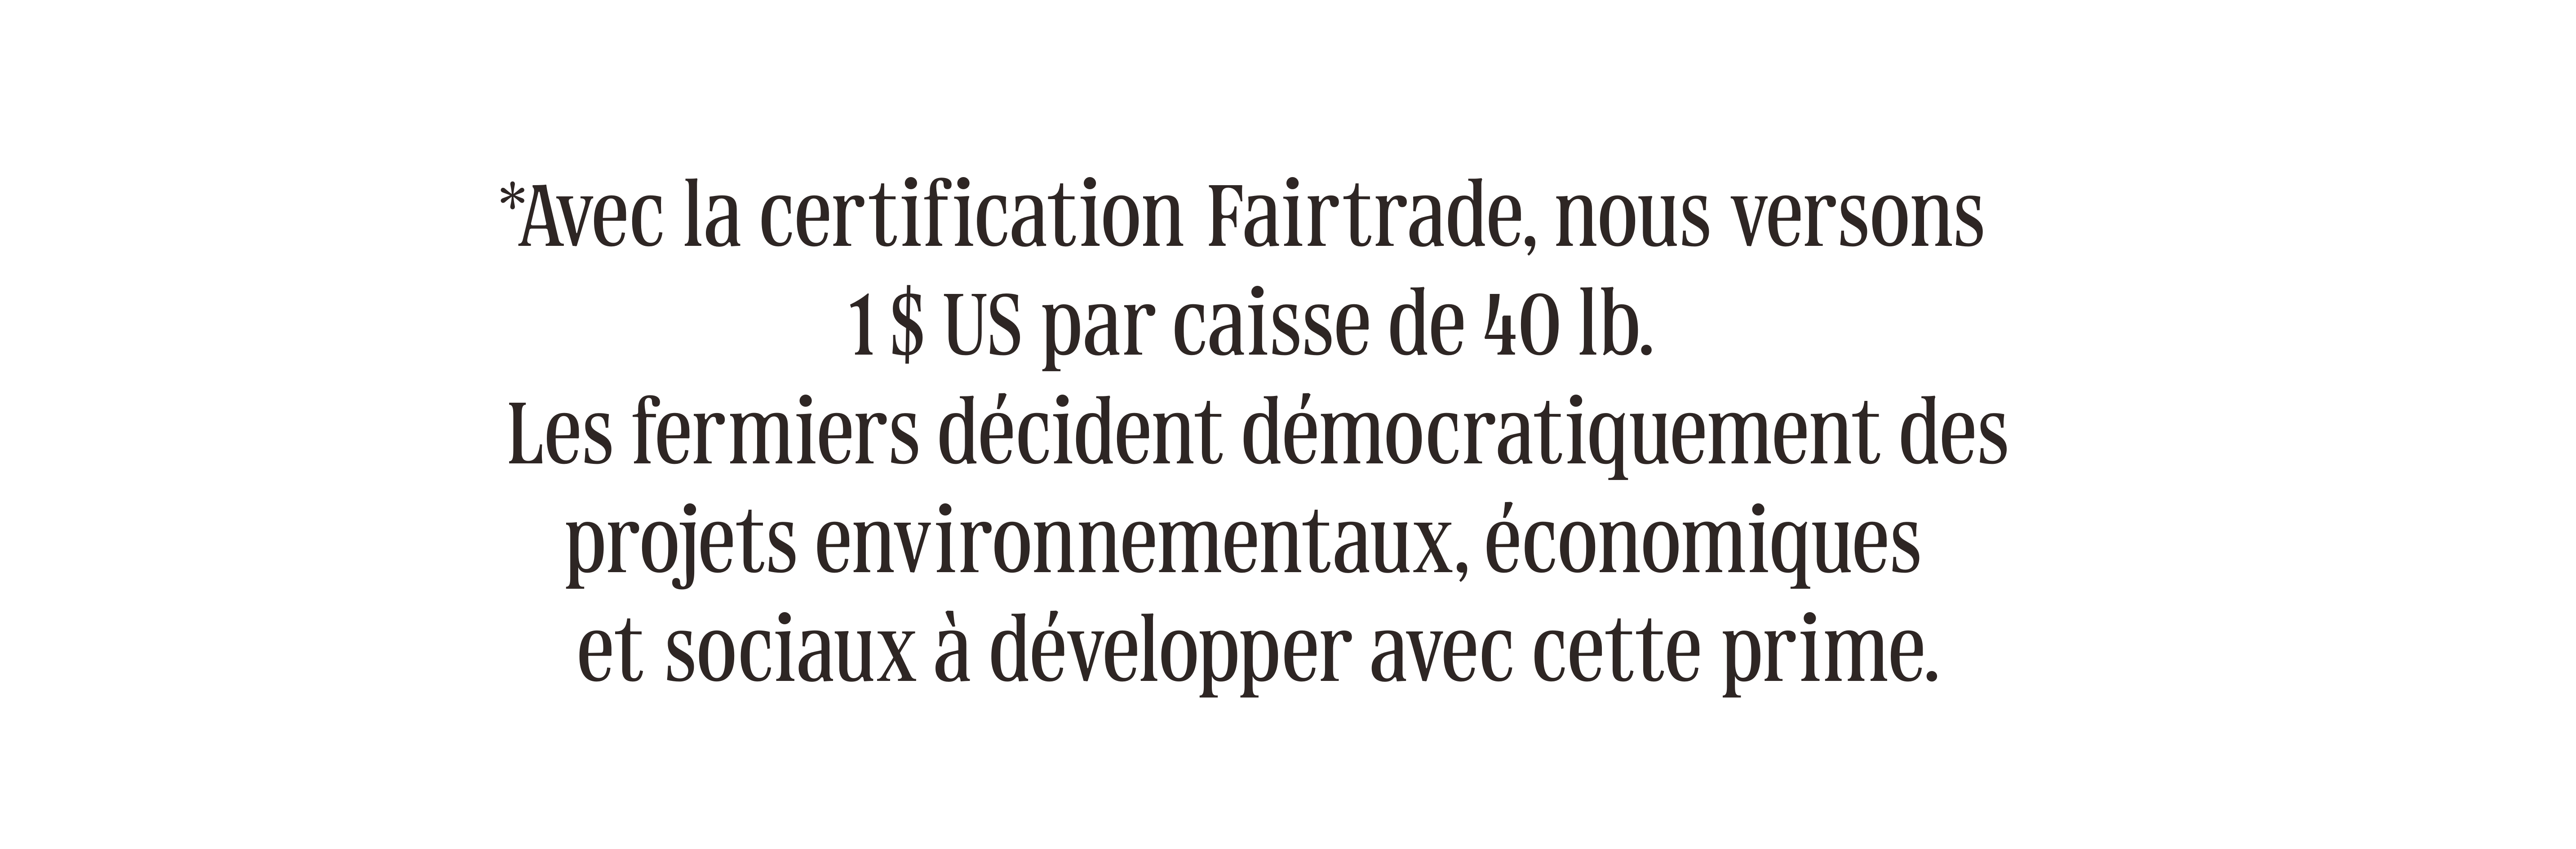 *Avec la certification Fairtrade, nous versons
1 $ US par caisse de 40 lb.
Les fermiers décident démocratiquement des
projets environnementaux, économiques
et sociaux à développer avec cette prime.